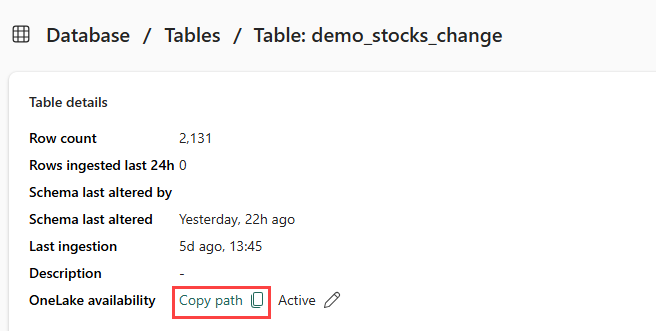 Database / Tables / Table: demo_stocks_change
Table details
Row count 2,131
Rows ingested last 24h 0
Schema last altered by
Schema last altered Yesterday, 22h ago
Last ingestion 5d ago, 13:45
Description -
OneLake availability Copy path Active